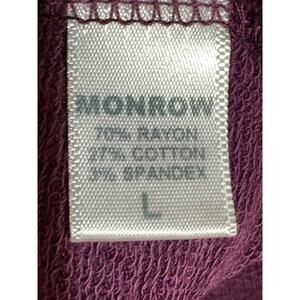 MONROW
70% RAYON
27% COTTON
3% SPANDEX
L